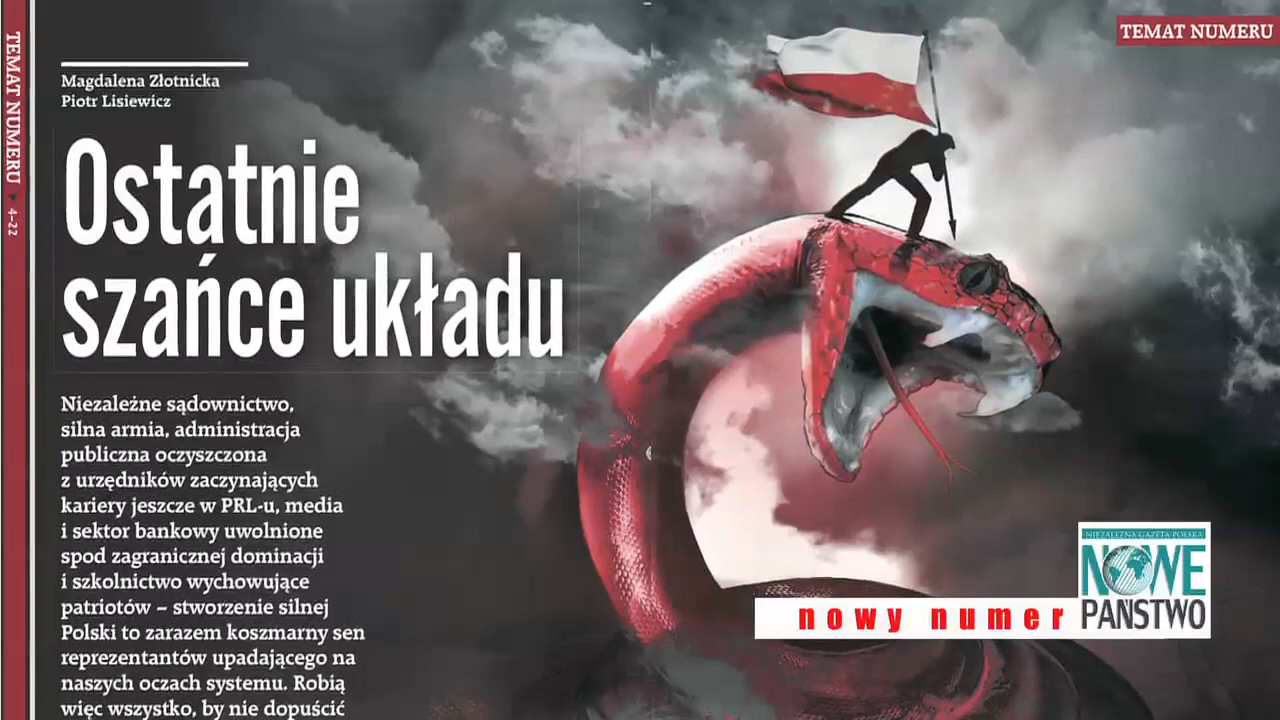 TEMAT NUMERU
4–22
TEMAT NUMERU
Magdalena Złotnicka
Piotr Lisiewicz
Ostatnie
szańce układu
Niezależne sądownictwo,
silna armia, administracja
publiczna oczyszczona
z urzędników zaczynających
kariery jeszcze w PRL-u, media
i sektor bankowy uwolnione
spod zagranicznej dominacji
i szkolnictwo wychowujące
patriotów – stworzenie silnej
Polski to zarazem koszmarny sen
reprezentantów upadającego na
naszych oczach systemu. Robią
więc wszystko, by nie dopuścić
NIEZALEŻNA GAZETA POLSKA
NOWE
PAŃSTWO
nowy numer